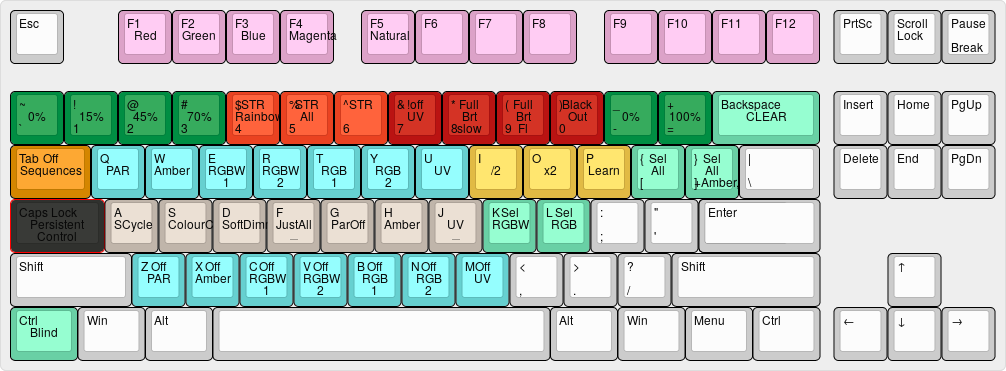 Esc
F1
Red
F2
Green
F3
Blue
F4
Magenta
F5
Natural
F6
F7
F8
F9
F10
F11
F12
PrtSc
Scroll
Lock
Pause
Break
~
0%
`
!
15%
1
@
45%
2
#
70%
3
$STR
Rainbow
4
%STR
All
5
^STR
6
& !off
UV
7
* Full
Brt
8slow
( Full
Brt
9 Fl
)Black
Out
0
_
0%
-
+
100%
=
Backspace
CLEAR
Insert
Home
PgUp
Tab Off
Sequences
Q
PAR
W
Amber
E
RGBW
1
R
RGBW
2
T
RGB
1
Y
RGB
2
U
UV
I
/2
O
x2
P
Learn
{ Sel
All
[
} Sel
All
]+Amber,
|
\
Delete
End
PgDn
Caps Lock
Persistent
Control
A
SCycle
S
ColourC
D
SoftDim
F
JustAll
_
G
ParOff
H
Amber
J
UV
_
K Sel
RGBW
L Sel
RGB
:
;
"
'
Enter
Shift
Z Off
PAR
X Off
Amber
C Off
RGBW
1
V Off
RGBW
2
B Off
RGB
1
N Off
RGB
2
M Off
UV
<
,
>
.
?
/
Shift
↑
Ctrl
Blind
Win
Alt
Alt
Win
Menu
Ctrl
←
↓
→